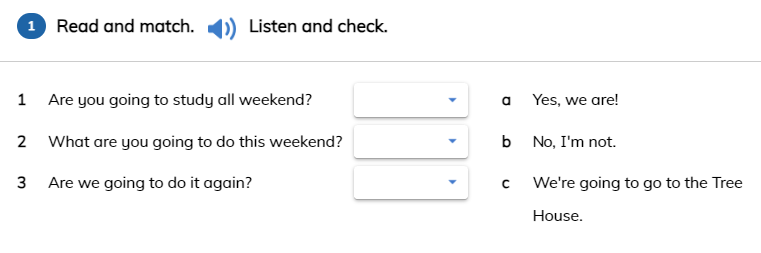 1 Read and match. Listen and check.
1 Are you going to study all weekend? a Yes, we are!
2 What are you going to do this weekend? b No, I'm not.
3 Are we going to do it again? c We're going to go to the Tree
House.